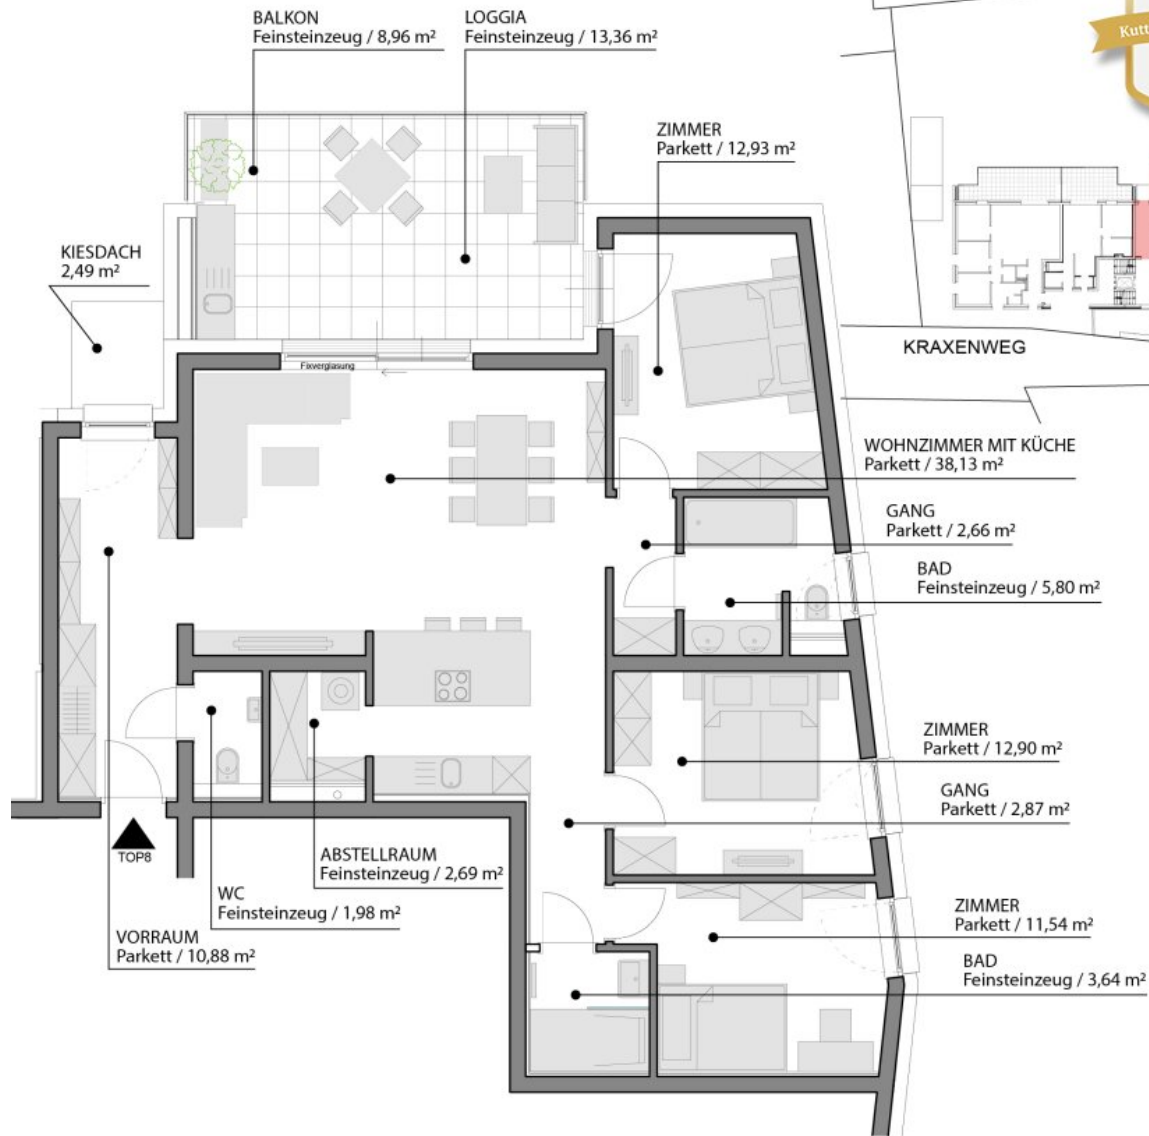 BALKON
Feinsteinzeug / 8,96 m²
LOGGIA
Feinsteinzeug / 13,36 m²
ZIMMER
Parkett / 12,93 m²
KIESDACH
2,49 m²
KRAXENWEG
Fixverglasung
WOHNZIMMER MIT KÜCHE
Parkett / 38,13 m²
GANG
Parkett / 2,66 m²
BAD
Feinsteinzeug / 5,80 m²
ZIMMER
Parkett / 12,90 m²
GANG
Parkett / 2,87 m²
TOP8
ABSTELLRAUM
Feinsteinzeug / 2,69 m²
WC
Feinsteinzeug / 1,98 m²
VORRAUM
Parkett / 10,88 m²
ZIMMER
Parkett / 11,54 m²
BAD
Feinsteinzeug / 3,64 m²